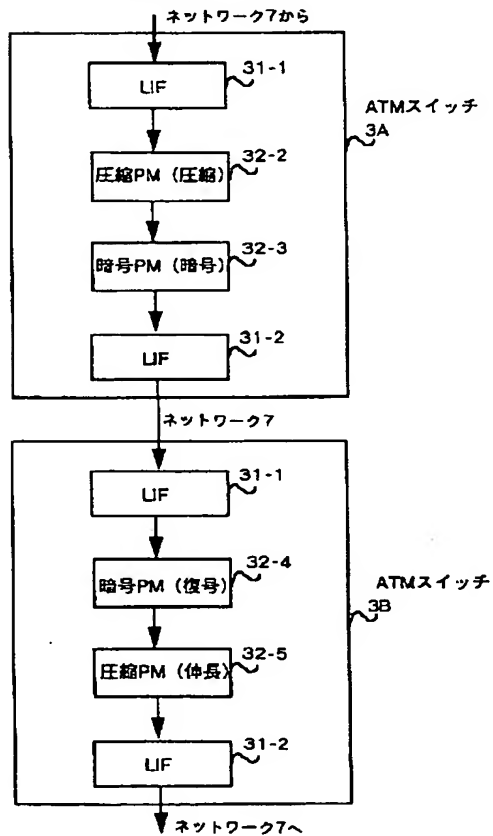 ネットワーク7から
31-1
LIF
ATMスイッチ
3A
32-2
圧縮PM（圧縮）
32-3
暗号PM（暗号）
31-2
LIF
ネットワーク7
31-1
LIF
32-4
暗号PM（復号）
ATMスイッチ
3B
32-5
圧縮PM（伸長）
31-2
LIF
ネットワーク7へ